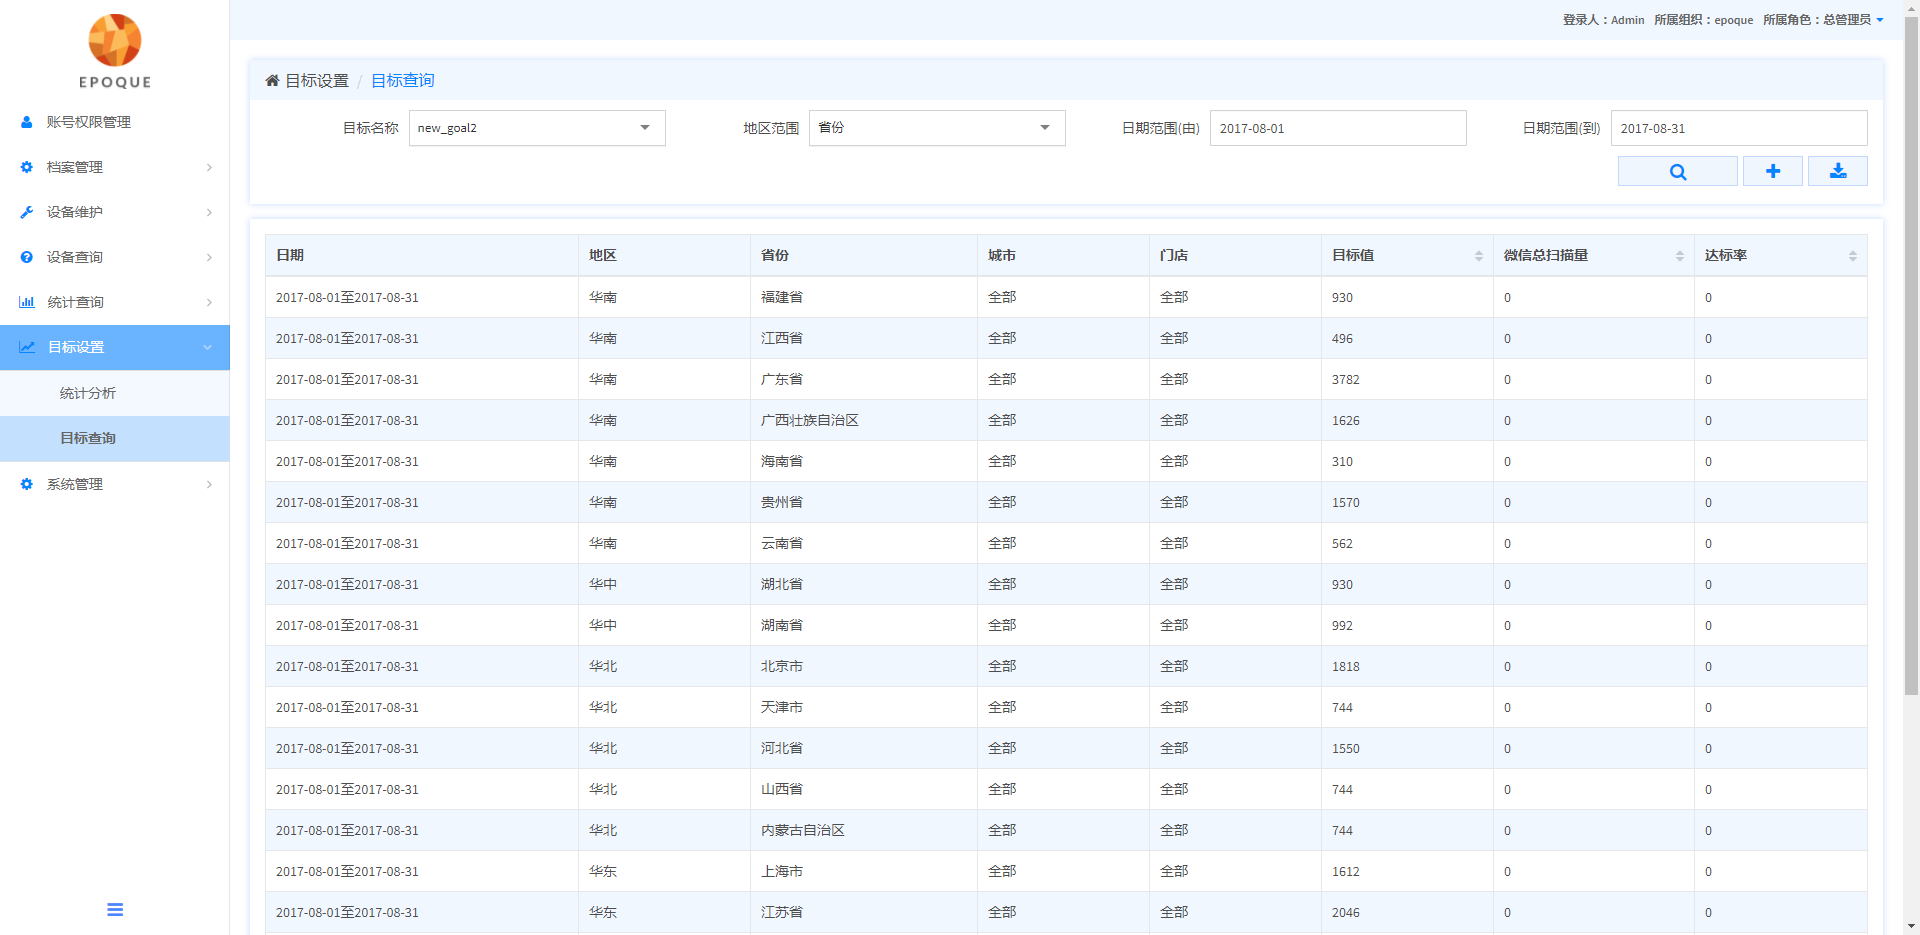 登录人：Admin 所属组织：epoque 所属角色：总管理员
EPOQUE
账号权限管理
档案管理
设备维护
设备查询
统计查询
目标设置
统计分析
目标查询
系统管理
目标设置 / 目标查询
目标名称 new_goal2 地区范围 省份 日期范围(由) 2017-08-01 日期范围(到) 2017-08-31
日期 地区 省份 城市 门店 目标值 微信总扫描量 达标率
2017-08-01至2017-08-31 华南 福建省 全部 全部 930 0 0
2017-08-01至2017-08-31 华南 江西省 全部 全部 496 0 0
2017-08-01至2017-08-31 华南 广东省 全部 全部 3782 0 0
2017-08-01至2017-08-31 华南 广西壮族自治区 全部 全部 1626 0 0
2017-08-01至2017-08-31 华南 海南省 全部 全部 310 0 0
2017-08-01至2017-08-31 华南 贵州省 全部 全部 1570 0 0
2017-08-01至2017-08-31 华南 云南省 全部 全部 562 0 0
2017-08-01至2017-08-31 华中 湖北省 全部 全部 930 0 0
2017-08-01至2017-08-31 华中 湖南省 全部 全部 992 0 0
2017-08-01至2017-08-31 华北 北京市 全部 全部 1818 0 0
2017-08-01至2017-08-31 华北 天津市 全部 全部 744 0 0
2017-08-01至2017-08-31 华北 河北省 全部 全部 1550 0 0
2017-08-01至2017-08-31 华北 山西省 全部 全部 744 0 0
2017-08-01至2017-08-31 华北 内蒙古自治区 全部 全部 744 0 0
2017-08-01至2017-08-31 华东 上海市 全部 全部 1612 0 0
2017-08-01至2017-08-31 华东 江苏省 全部 全部 2046 0 0